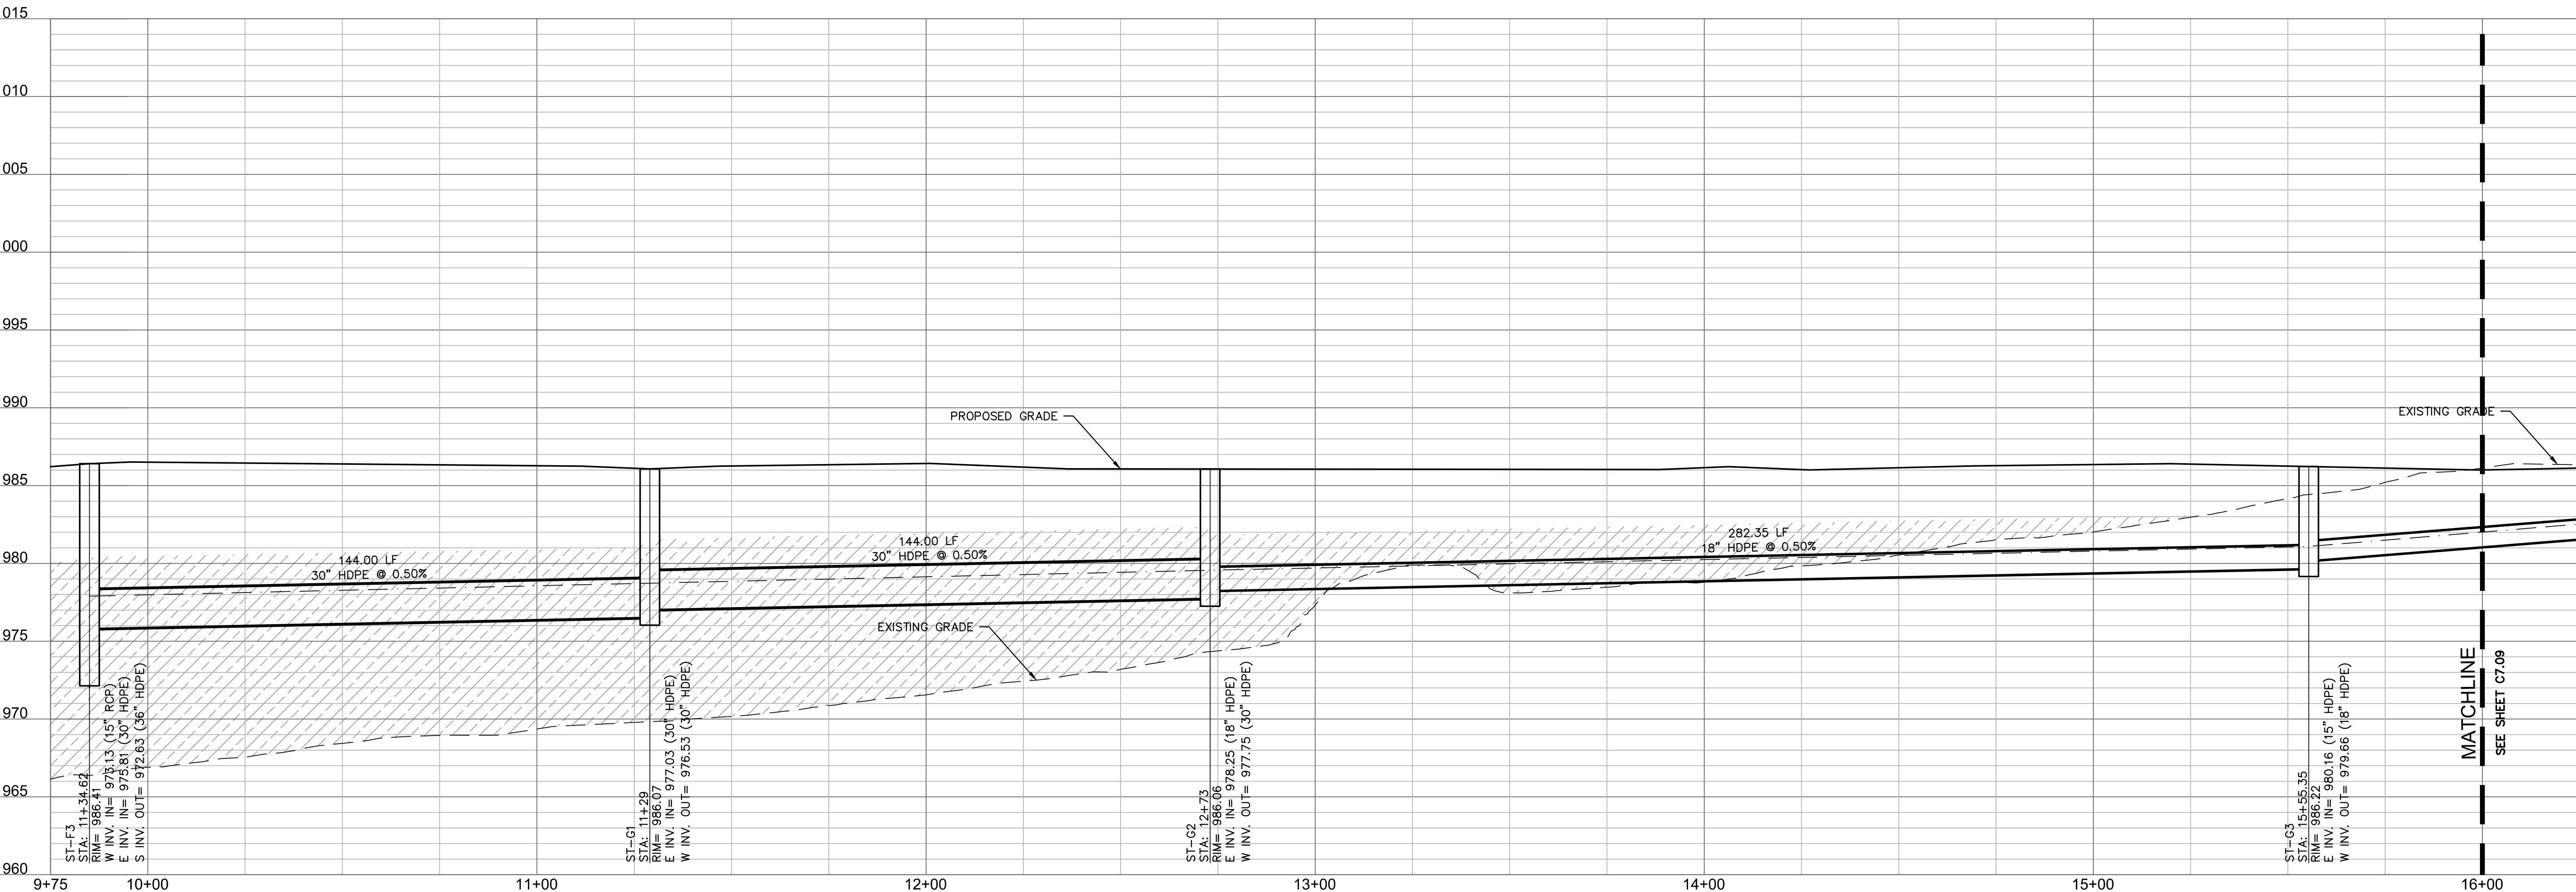 015
010
005
000
995
990
985
980
975
970
965
960
PROPOSED GRADE
EXISTING GRADE
144.00 LF
30" HDPE @ 0.50%
144.00 LF
30" HDPE @ 0.50%
282.35 LF
18" HDPE @ 0.50%
EXISTING GRADE
ST-F3
STA: 11+34.62
RIM= 986.41
W INV. IN= 973.13 (15" RCP)
E INV. IN= 975.81 (30" HDPE)
S INV. OUT= 972.63 (36" HDPE)
ST-G1
STA: 11+29
RIM= 986.07
E INV. IN= 977.03 (30" HDPE)
W INV. OUT= 976.53 (30" HDPE)
ST-G2
STA: 12+73
RIM= 986.06
E INV. IN= 978.25 (18" HDPE)
W INV. OUT= 977.75 (30" HDPE)
ST-G3
STA: 15+55.35
RIM= 986.22
E INV. IN= 980.16 (15" HDPE)
W INV. OUT= 979.66 (18" HDPE)
MATCHLINE
SEE SHEET C7.09
9+75
10+00
11+00
12+00
13+00
14+00
15+00
16+00